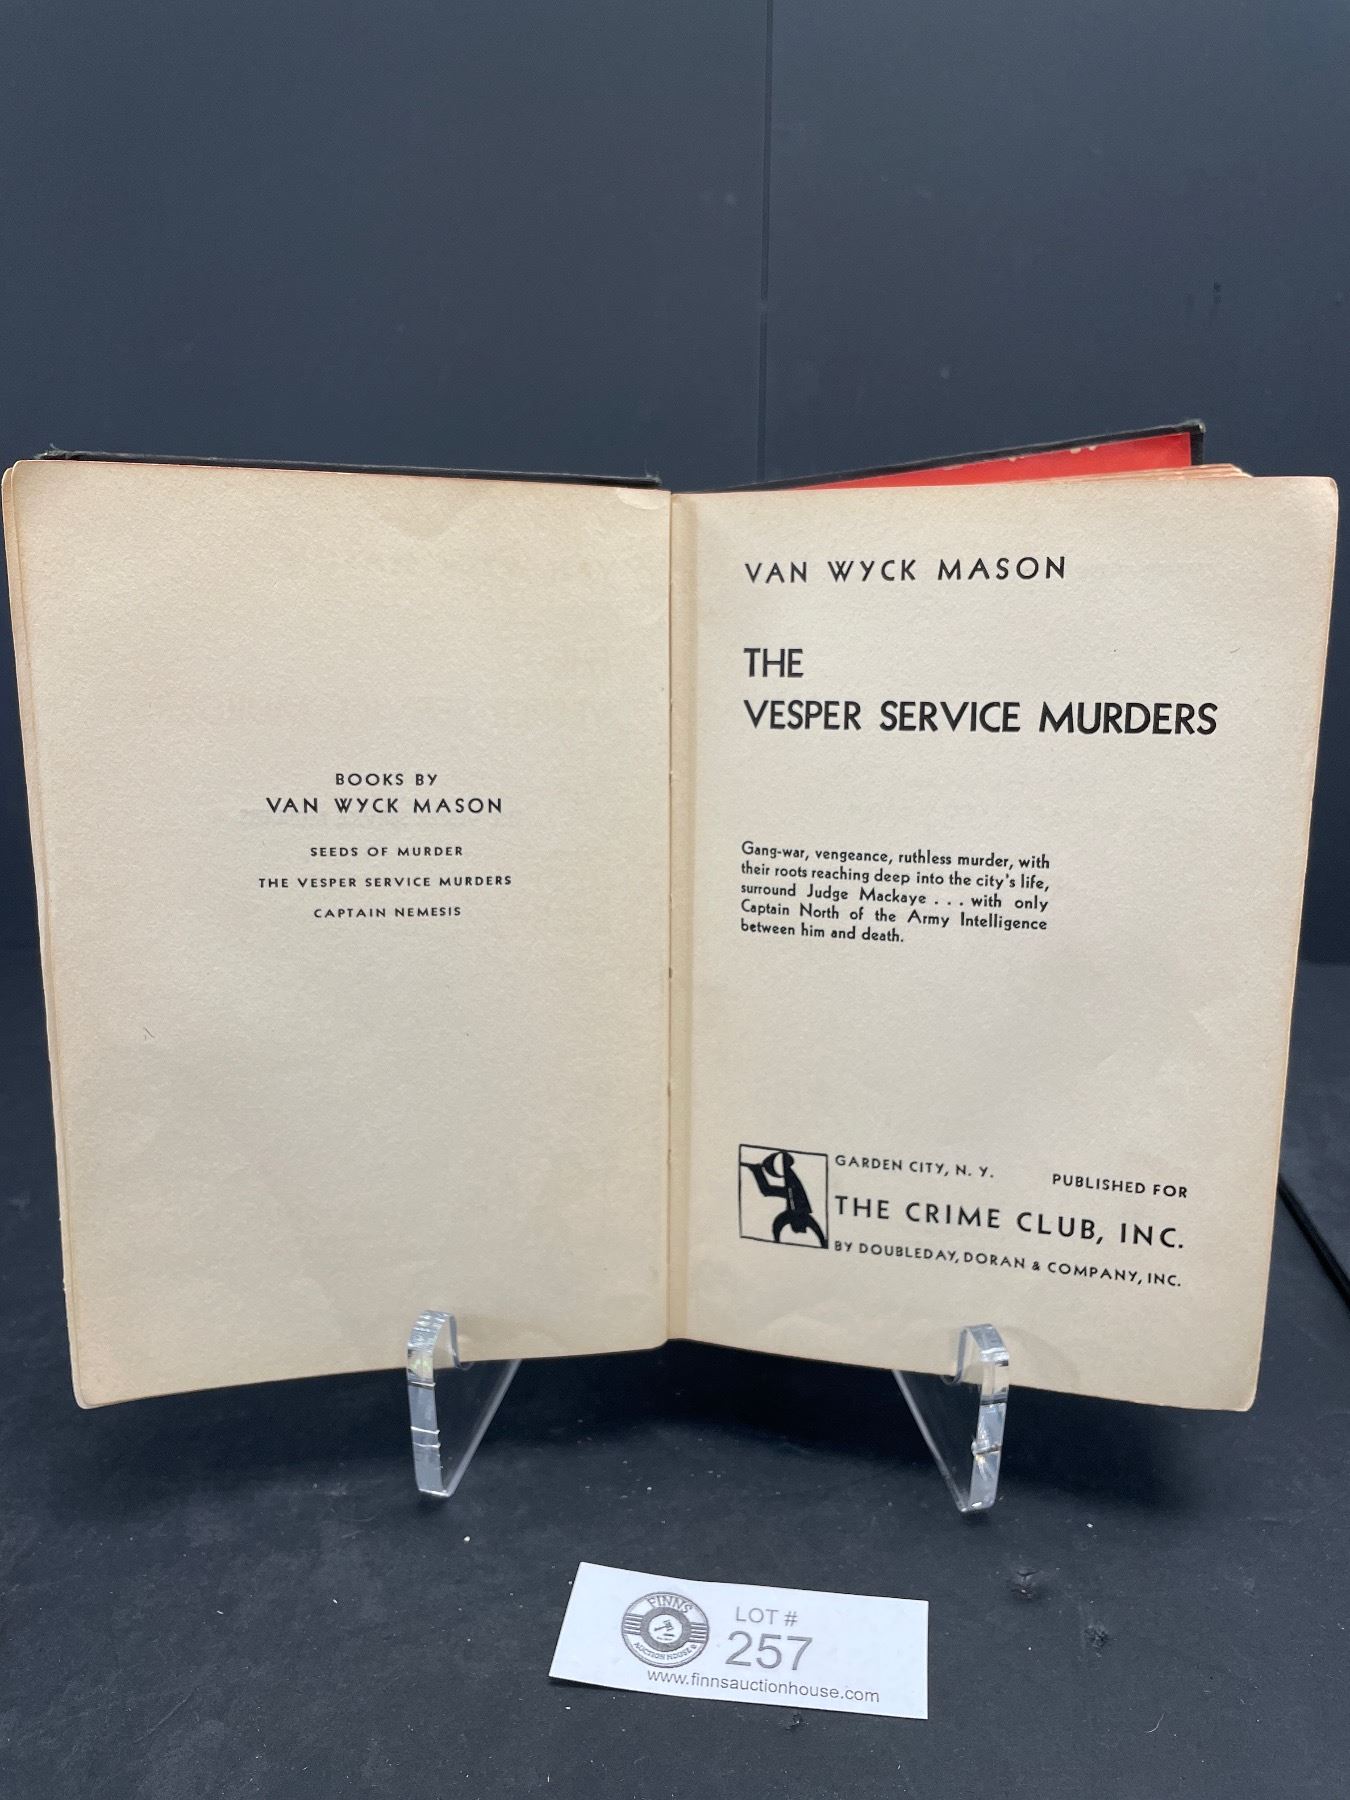 BOOKS BY
VAN WYCK MASON
SEEDS OF MURDER
THE VESPER SERVICE MURDERS
CAPTAIN NEMESIS
VAN WYCK MASON
THE
VESPER SERVICE MURDERS
Gang-war, vengeance, ruthless murder, with
their roots reaching deep into the city's life,
surround Judge Mackaye . . . with only
Captain North of the Army Intelligence
between him and death.
GARDEN CITY, N. Y. PUBLISHED FOR
THE CRIME CLUB, INC.
BY DOUBLEDAY, DORAN & COMPANY, INC.
FINNS
AUCTION HOUSE
LOT #
257
www.finnsauctionhouse.com